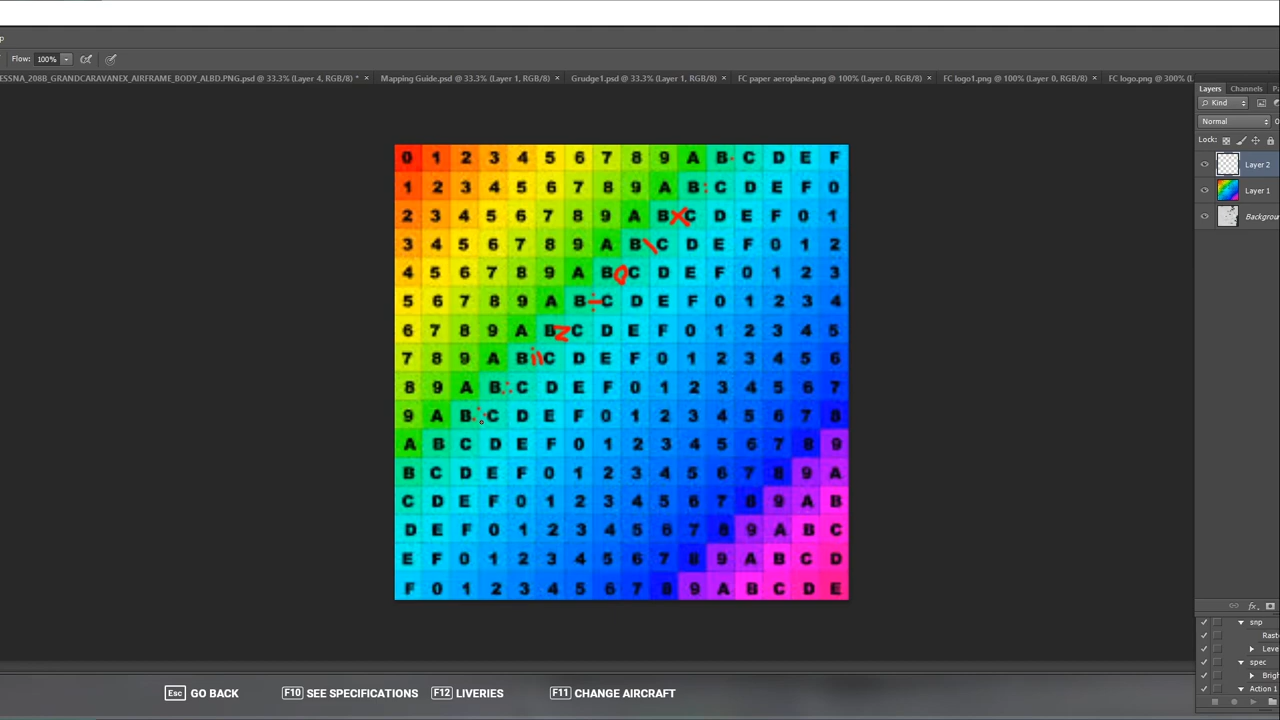 p
Flow: 100%
ESSNA_208B_GRANDCARAVANEX_AIRFRAME_BODY_ALBD.PNG.psd @ 33.3% (Layer 4, RGB/8) * × Mapping Guide.psd @ 33.3% (Layer 1, RGB/8) × Grudge1.psd @ 33.3% (Layer 1, RGB/8) × FC paper aeroplane.png @ 100% (Layer 0, RGB/8) × FC logo1.png @ 100% (Layer 0, RGB/8) × FC logo.png @ 300% (L
Layers Channels Pa
Kind
Normal O
Lock:
Layer 2
Layer 1
Backgrou
0 1 2 3 4 5 6 7 8 9 A B C D E F
1 2 3 4 5 6 7 8 9 A B C D E F 0
2 3 4 5 6 7 8 9 A B X C D E F 0 1
3 4 5 6 7 8 9 A B \ C D E F 0 1 2
4 5 6 7 8 9 A B C D E F 0 1 2 3
5 6 7 8 9 A B C D E F 0 1 2 3 4
6 7 8 9 A B Z C D E F 0 1 2 3 4 5
7 8 9 A B C D E F 0 1 2 3 4 5 6
8 9 A B C D E F 0 1 2 3 4 5 6 7
9 A B C D E F 0 1 2 3 4 5 6 7 8
A B C D E F 0 1 2 3 4 5 6 7 8 9
B C D E F 0 1 2 3 4 5 6 7 8 9 A
C D E F 0 1 2 3 4 5 6 7 8 9 A B
D E F 0 1 2 3 4 5 6 7 8 9 A B C
E F 0 1 2 3 4 5 6 7 8 9 A B C D
F 0 1 2 3 4 5 6 7 8 9 A B C D E
fx
snp
Raste
Leve
spec
Brigh
Action 1
Esc GO BACK F10 SEE SPECIFICATIONS F12 LIVERIES F11 CHANGE AIRCRAFT